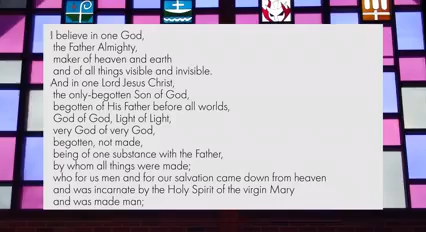 I believe in one God,
the Father Almighty,
maker of heaven and earth
and of all things visible and invisible.
And in one Lord Jesus Christ,
the only-begotten Son of God,
begotten of His Father before all worlds,
God of God, Light of Light,
very God of very God,
begotten, not made,
being of one substance with the Father,
by whom all things were made;
who for us men and for our salvation came down from heaven
and was incarnate by the Holy Spirit of the virgin Mary
and was made man;